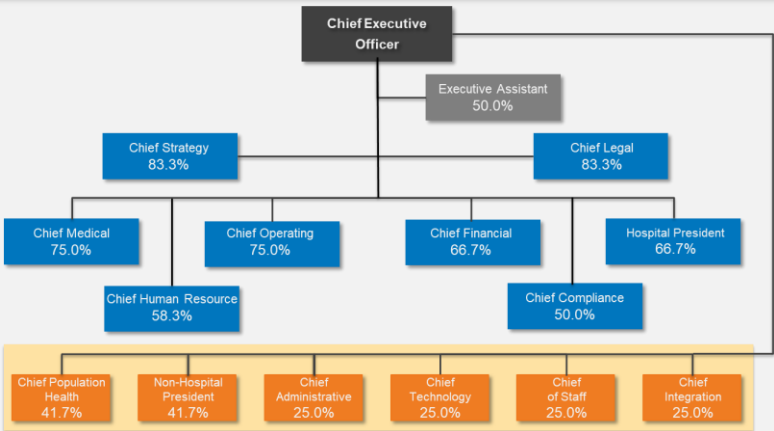 Chief Executive
Officer
Executive Assistant
50.0%
Chief Strategy
83.3%
Chief Legal
83.3%
Chief Medical
75.0%
Chief Operating
75.0%
Chief Financial
66.7%
Hospital President
66.7%
Chief Human Resource
58.3%
Chief Compliance
50.0%
Chief Population
Health
41.7%
Non-Hospital
President
41.7%
Chief
Administrative
25.0%
Chief
Technology
25.0%
Chief
of Staff
25.0%
Chief
Integration
25.0%